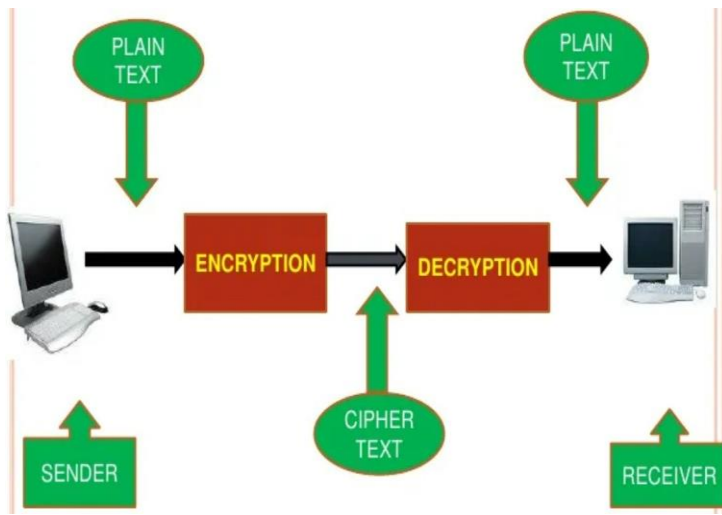 PLAIN
TEXT
PLAIN
TEXT
ENCRYPTION
DECRYPTION
CIPHER
TEXT
SENDER
RECEIVER